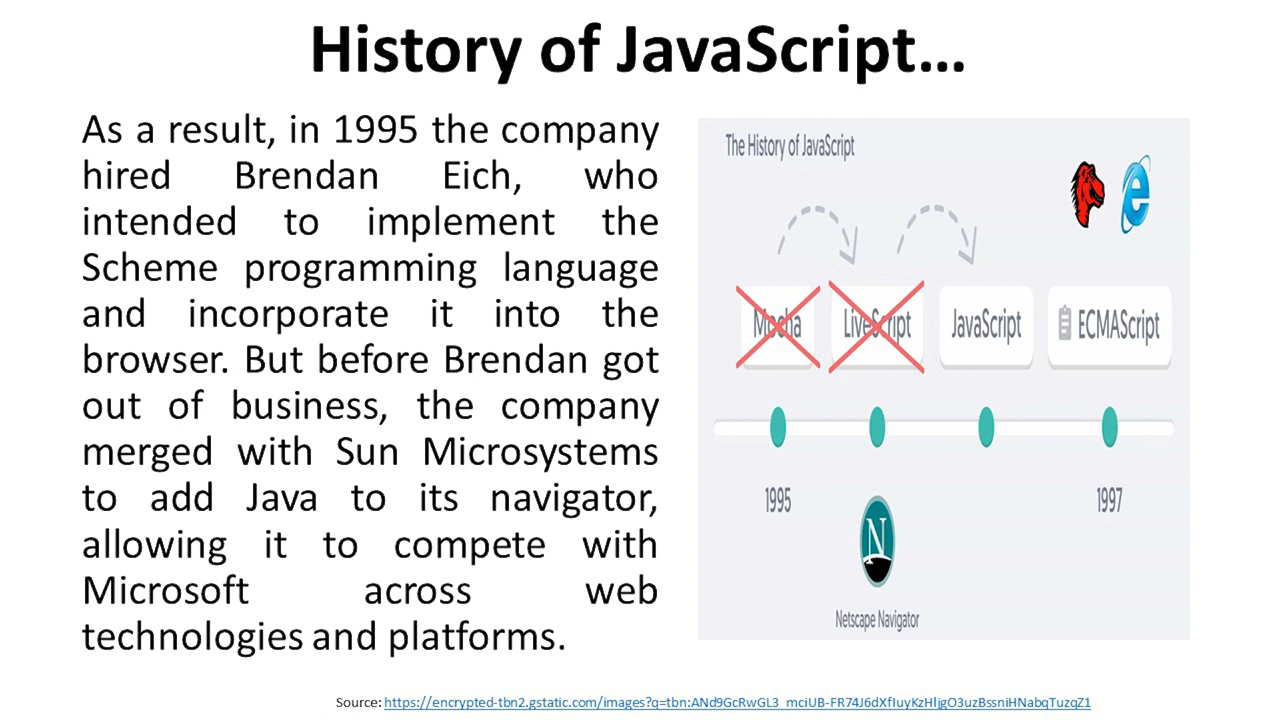 History of JavaScript...
As a result, in 1995 the company
hired Brendan Eich, who
intended to implement the
Scheme programming language
and incorporate it into the
browser. But before Brendan got
out of business, the company
merged with Sun Microsystems
to add Java to its navigator,
allowing it to compete with
Microsoft across web
technologies and platforms.
The History of JavaScript
Mocha LiveScript JavaScript ECMAScript
1995 1997
N
Netscape Navigator
Source: https://encrypted-tbn2.gstatic.com/images?q=tbn:ANd9GcRwGL3_mciUB-FR74J6dXfIuyKzHljgO3uzBssniHNabqTuzqZ1